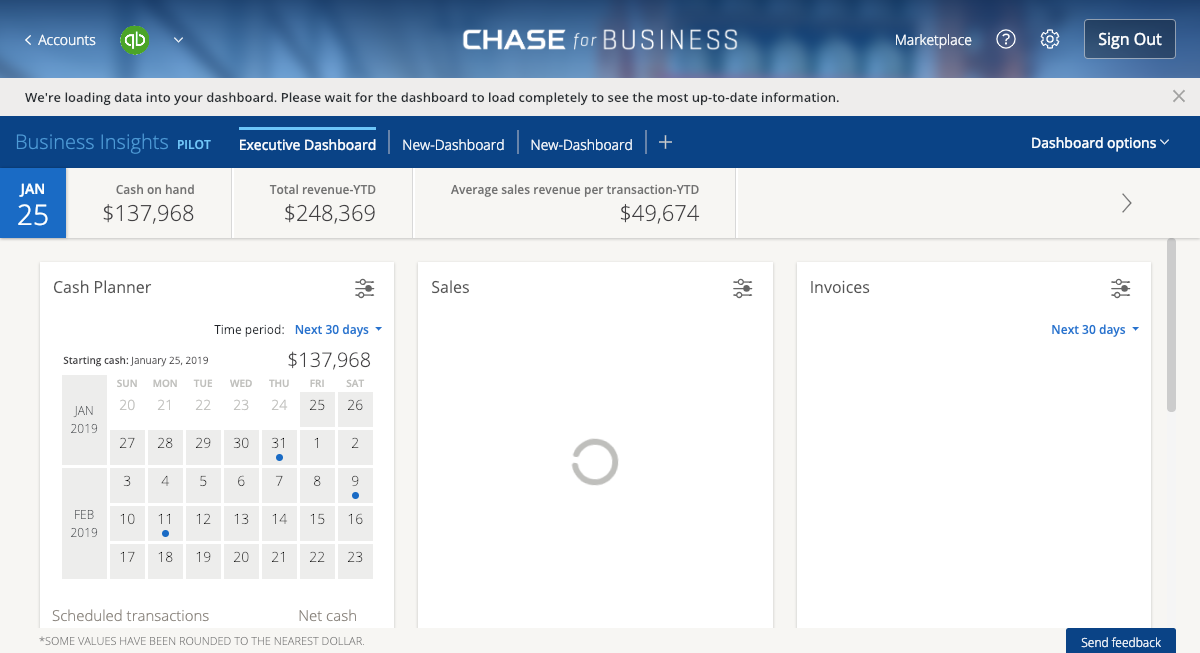 Accounts
qb
CHASE for BUSINESS
Marketplace
?
Sign Out
We're loading data into your dashboard. Please wait for the dashboard to load completely to see the most up-to-date information.
Business Insights PILOT
Executive Dashboard
New-Dashboard
New-Dashboard
+
Dashboard options
JAN
25
Cash on hand
$137,968
Total revenue-YTD
$248,369
Average sales revenue per transaction-YTD
$49,674
Cash Planner
Time period: Next 30 days
Starting cash: January 25, 2019 $137,968
SUN MON TUE WED THU FRI SAT
JAN
2019
20 21 22 23 24 25 26
27 28 29 30 31 1 2
FEB
2019
3 4 5 6 7 8 9
10 11 12 13 14 15 16
17 18 19 20 21 22 23
Scheduled transactions Net cash
Sales
Invoices
Next 30 days
*SOME VALUES HAVE BEEN ROUNDED TO THE NEAREST DOLLAR.
Send feedback